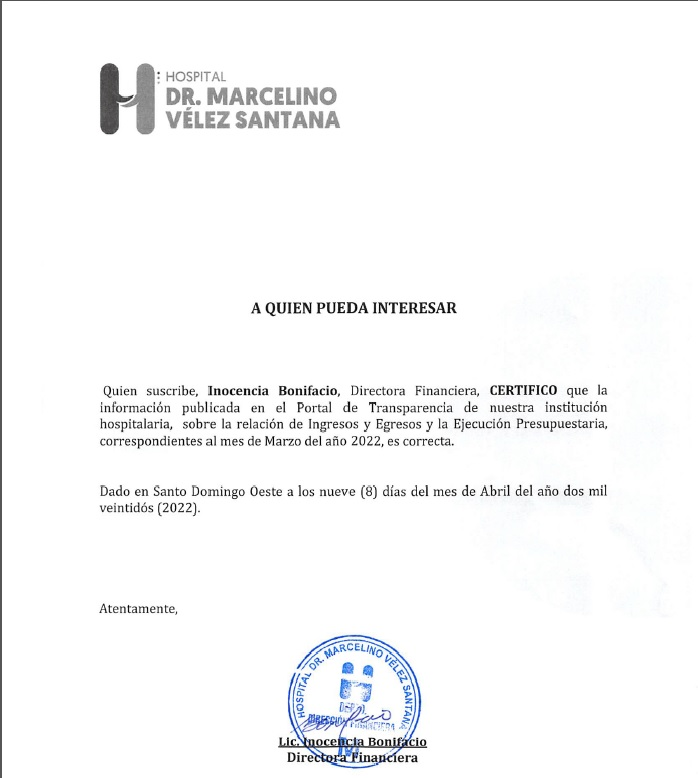 HOSPITAL
DR. MARCELINO
VÉLEZ SANTANA
A QUIEN PUEDA INTERESAR
Quien suscribe, Inocencia Bonifacio, Directora Financiera, CERTIFICO que la
información publicada en el Portal de Transparencia de nuestra institución
hospitalaria, sobre la relación de Ingresos y Egresos y la Ejecución Presupuestaria,
correspondientes al mes de Marzo del año 2022, es correcta.
Dado en Santo Domingo Oeste a los nueve (8) días del mes de Abril del año dos mil
veintidós (2022).
Atentamente,
HOSPITAL DR. MARCELINO VÉLEZ SANTANA
DIRECCIÓN FINANCIERA
Lic. Inocencia Bonifacio
Directora Financiera